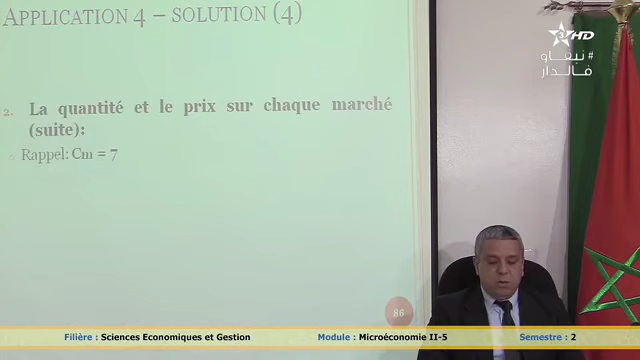 APPLICATION 4 – SOLUTION (4)
HD
# نبقاو
فالدار
2. La quantité et le prix sur chaque marché
(suite):
○ Rappel: Cm = 7
86
Filière : Sciences Economiques et Gestion Module : Microéconomie II-5 Semestre : 2